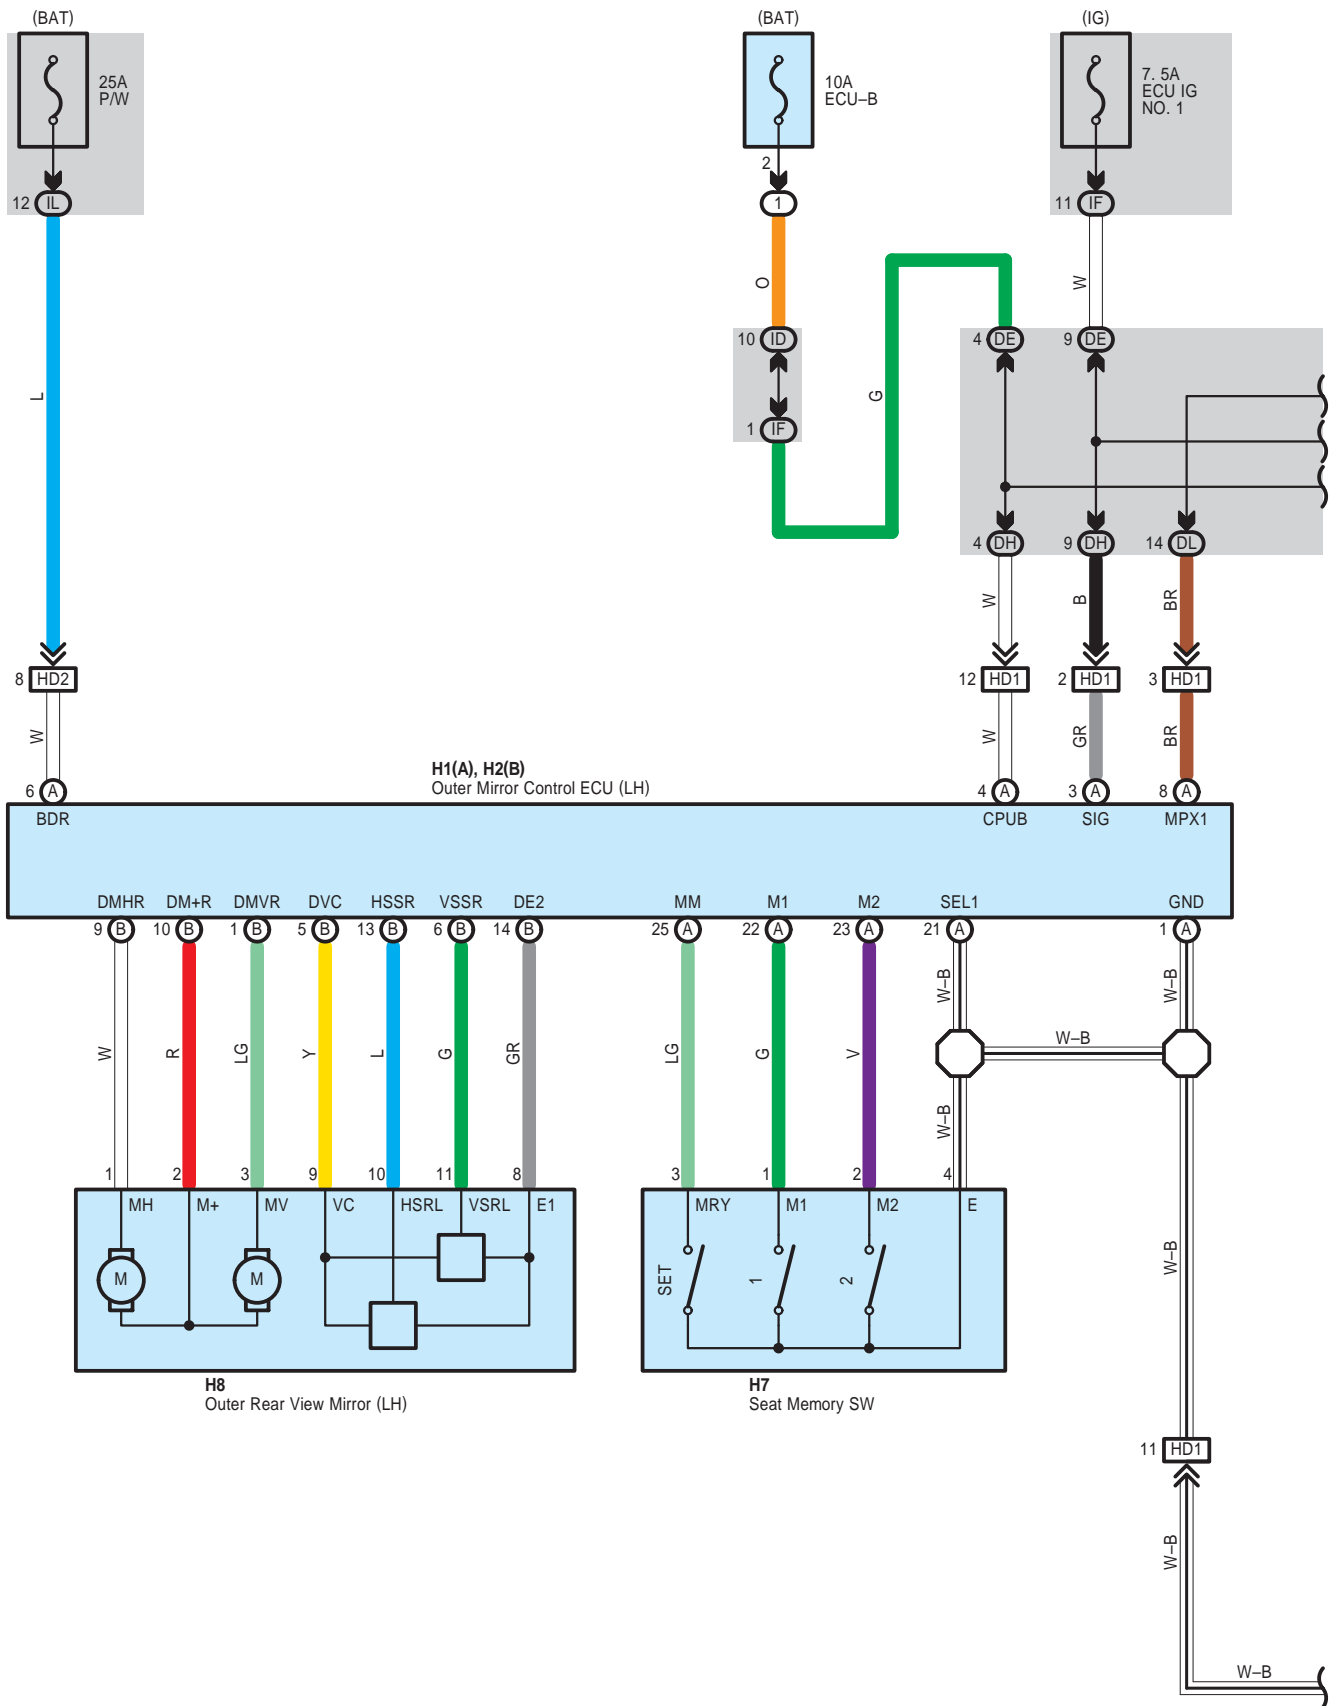 (BAT)
(BAT)
(IG)
25A
P/W
10A
ECU–B
7. 5A
ECU IG
NO. 1
2
12 IL
1
11 IF
L
O
W
G
10 ID
4 DE
9 DE
1 IF
4 DH
9 DH
14 DL
W
B
BR
8 HD2
12 HD1
2 HD1
3 HD1
W
W
GR
BR
H1(A), H2(B)
Outer Mirror Control ECU (LH)
6 A
4 A
3 A
8 A
BDR
CPUB
SIG
MPX1
DMHR
DM+R
DMVR
DVC
HSSR
VSSR
DE2
MM
M1
M2
SEL1
GND
9 B
10 B
1 B
5 B
13 B
6 B
14 B
25 A
22 A
23 A
21 A
1 A
W–B
W–B
W
R
LG
Y
L
G
GR
LG
G
V
W–B
W–B
1
2
3
9
10
11
8
3
1
2
4
MH
M+
MV
VC
HSRL
VSRL
E1
MRY
M1
M2
E
W–B
M
M
SET
1
2
H8
Outer Rear View Mirror (LH)
H7
Seat Memory SW
11 HD1
W–B
W–B